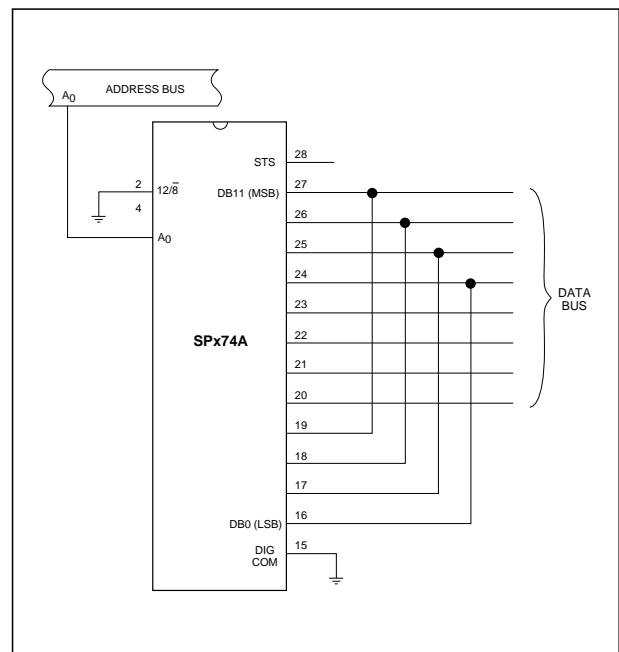 ADDRESS BUS
A0
STS 28
2 12/8̅ DB11 (MSB) 27
4 26
A0 25
24
23
DATA
BUS
SPx74A
22
21
20
19
18
17
DB0 (LSB) 16
DIG
COM
15